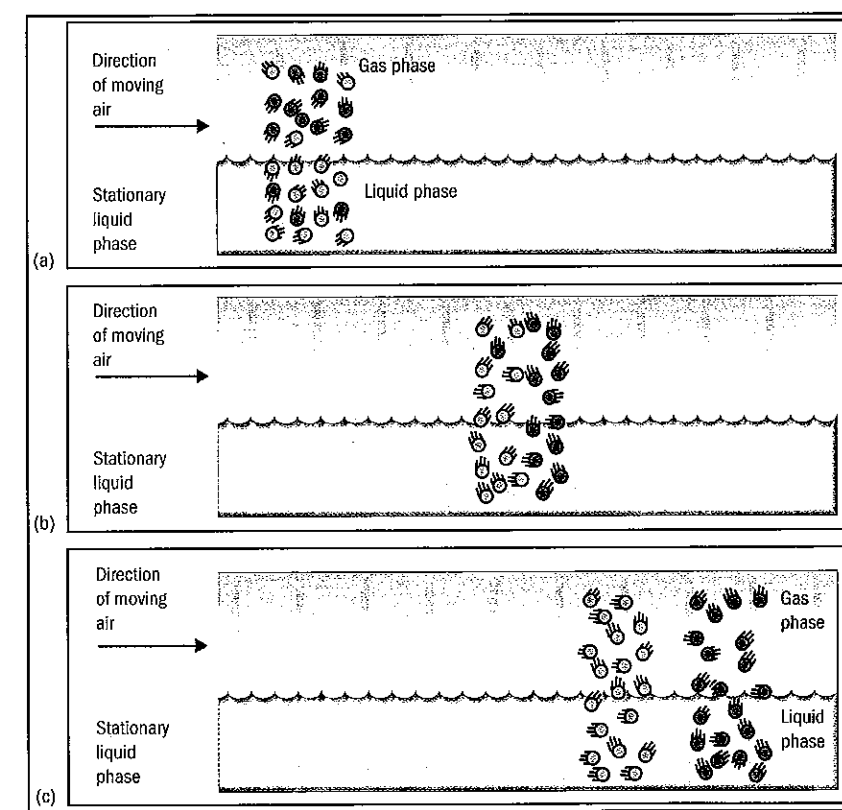 Direction
of moving
air
Gas phase
Stationary
liquid
phase
Liquid phase
(a)
Direction
of moving
air
Stationary
liquid
phase
(b)
Direction
of moving
air
Gas
phase
Stationary
liquid
phase
Liquid
phase
(c)